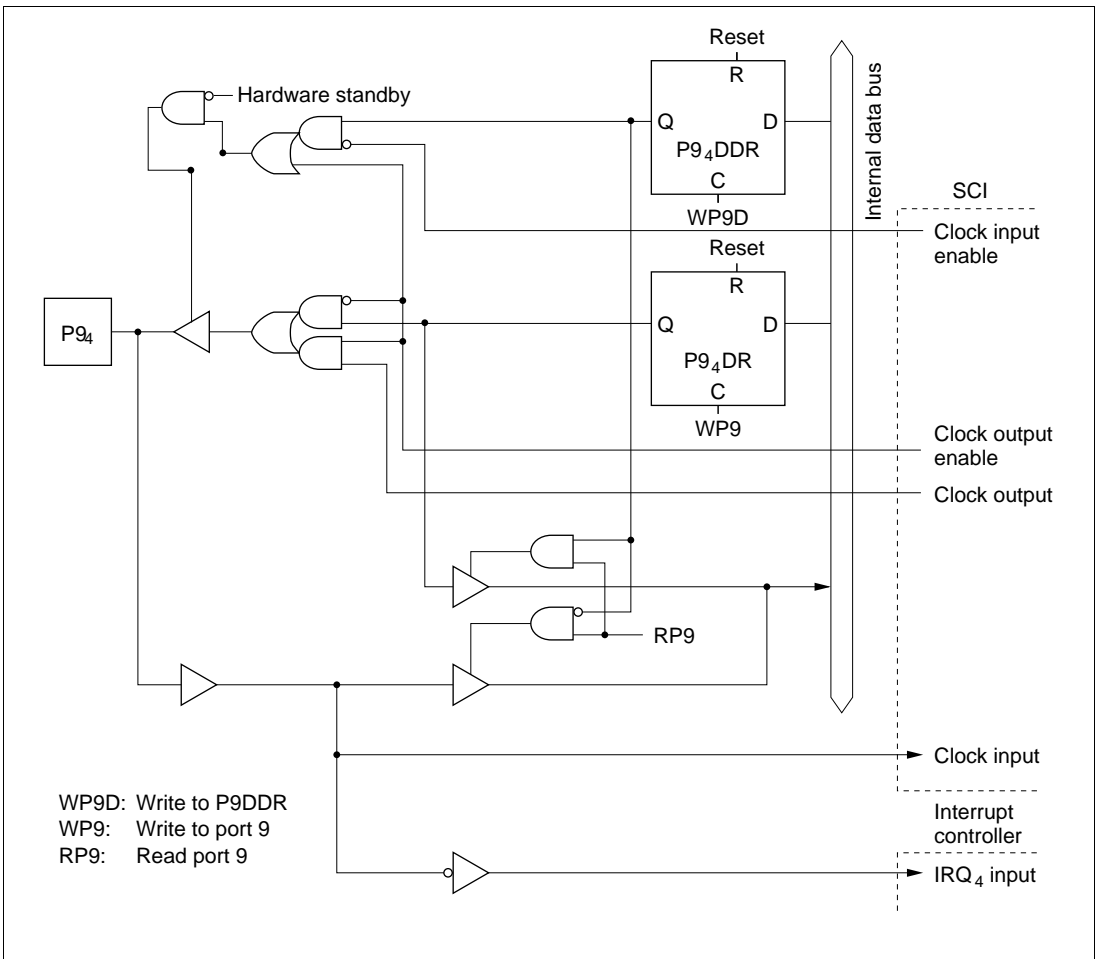 Reset
R
Hardware standby
Q
D
P9₄DDR
C
WP9D
Internal data bus
SCI
Clock input
enable
Reset
R
P9₄
Q
D
P9₄DR
C
WP9
Clock output
enable
Clock output
RP9
Clock input
WP9D: Write to P9DDR
WP9: Write to port 9
RP9: Read port 9
Interrupt
controller
IRQ₄ input